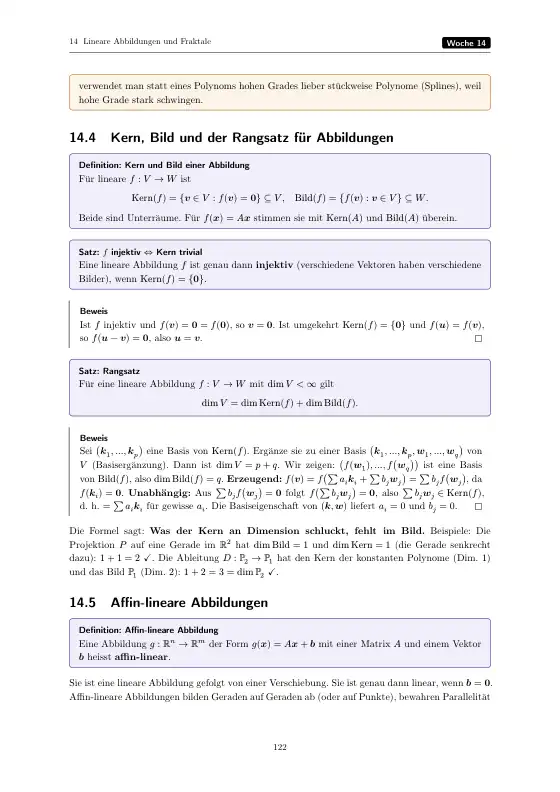 14 Lineare Abbildungen und Fraktale
Woche 14
verwendet man statt eines Polynoms hohen Grades lieber stückweise Polynome (Splines), weil
hohe Grade stark schwingen.
14.4 Kern, Bild und der Rangsatz für Abbildungen
Definition: Kern und Bild einer Abbildung
Für lineare f : V → W ist
Kern(f) = {v ∈ V : f(v) = 0} ⊆ V, Bild(f) = {f(v) : v ∈ V} ⊆ W.
Beide sind Unterräume. Für f(x) = Ax stimmen sie mit Kern(A) und Bild(A) überein.
Satz: f injektiv ⇔ Kern trivial
Eine lineare Abbildung f ist genau dann injektiv (verschiedene Vektoren haben verschiedene
Bilder), wenn Kern(f) = {0}.
Beweis
Ist f injektiv und f(v) = 0 = f(0), so v = 0. Ist umgekehrt Kern(f) = {0} und f(u) = f(v),
so f(u − v) = 0, also u = v. □
Satz: Rangsatz
Für eine lineare Abbildung f : V → W mit dim V < ∞ gilt
dim V = dim Kern(f) + dim Bild(f).
Beweis
Sei (k₁, ..., kₚ) eine Basis von Kern(f). Ergänze sie zu einer Basis (k₁, ..., kₚ, w₁, ..., w_q) von
V (Basisergänzung). Dann ist dim V = p + q. Wir zeigen: (f(w₁), ..., f(w_q)) ist eine Basis
von Bild(f), also dim Bild(f) = q. Erzeugend: f(v) = f(∑ aᵢkᵢ + ∑ bⱼwⱼ) = ∑ bⱼf(wⱼ), da
f(kᵢ) = 0. Unabhängig: Aus ∑ bⱼf(wⱼ) = 0 folgt f(∑ bⱼwⱼ) = 0, also ∑ bⱼwⱼ ∈ Kern(f),
d. h. = ∑ aᵢkᵢ für gewisse aᵢ. Die Basiseigenschaft von (k, w) liefert aᵢ = 0 und bⱼ = 0. □
Die Formel sagt: Was der Kern an Dimension schluckt, fehlt im Bild. Beispiele: Die
Projektion P auf eine Gerade im ℝ² hat dim Bild = 1 und dim Kern = 1 (die Gerade senkrecht
dazu): 1 + 1 = 2 ✓. Die Ableitung D : ℙ₂ → ℙ₁ hat den Kern der konstanten Polynome (Dim. 1)
und das Bild ℙ₁ (Dim. 2): 1 + 2 = 3 = dim ℙ₂ ✓.
14.5 Affin-lineare Abbildungen
Definition: Affin-lineare Abbildung
Eine Abbildung g : ℝⁿ → ℝᵐ der Form g(x) = Ax + b mit einer Matrix A und einem Vektor
b heisst affin-linear.
Sie ist eine lineare Abbildung gefolgt von einer Verschiebung. Sie ist genau dann linear, wenn b = 0.
Affin-lineare Abbildungen bilden Geraden auf Geraden ab (oder auf Punkte), bewahren Parallelität
122